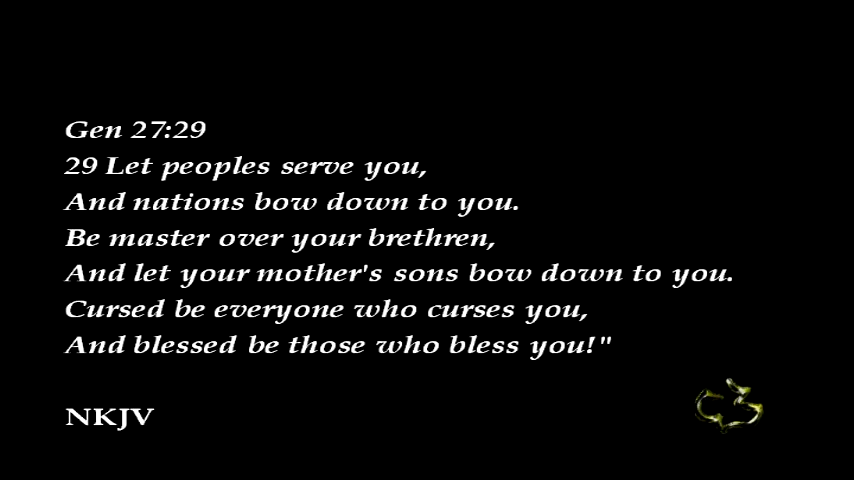 Gen 27:29
29 Let peoples serve you,
And nations bow down to you.
Be master over your brethren,
And let your mother's sons bow down to you.
Cursed be everyone who curses you,
And blessed be those who bless you!"
NKJV